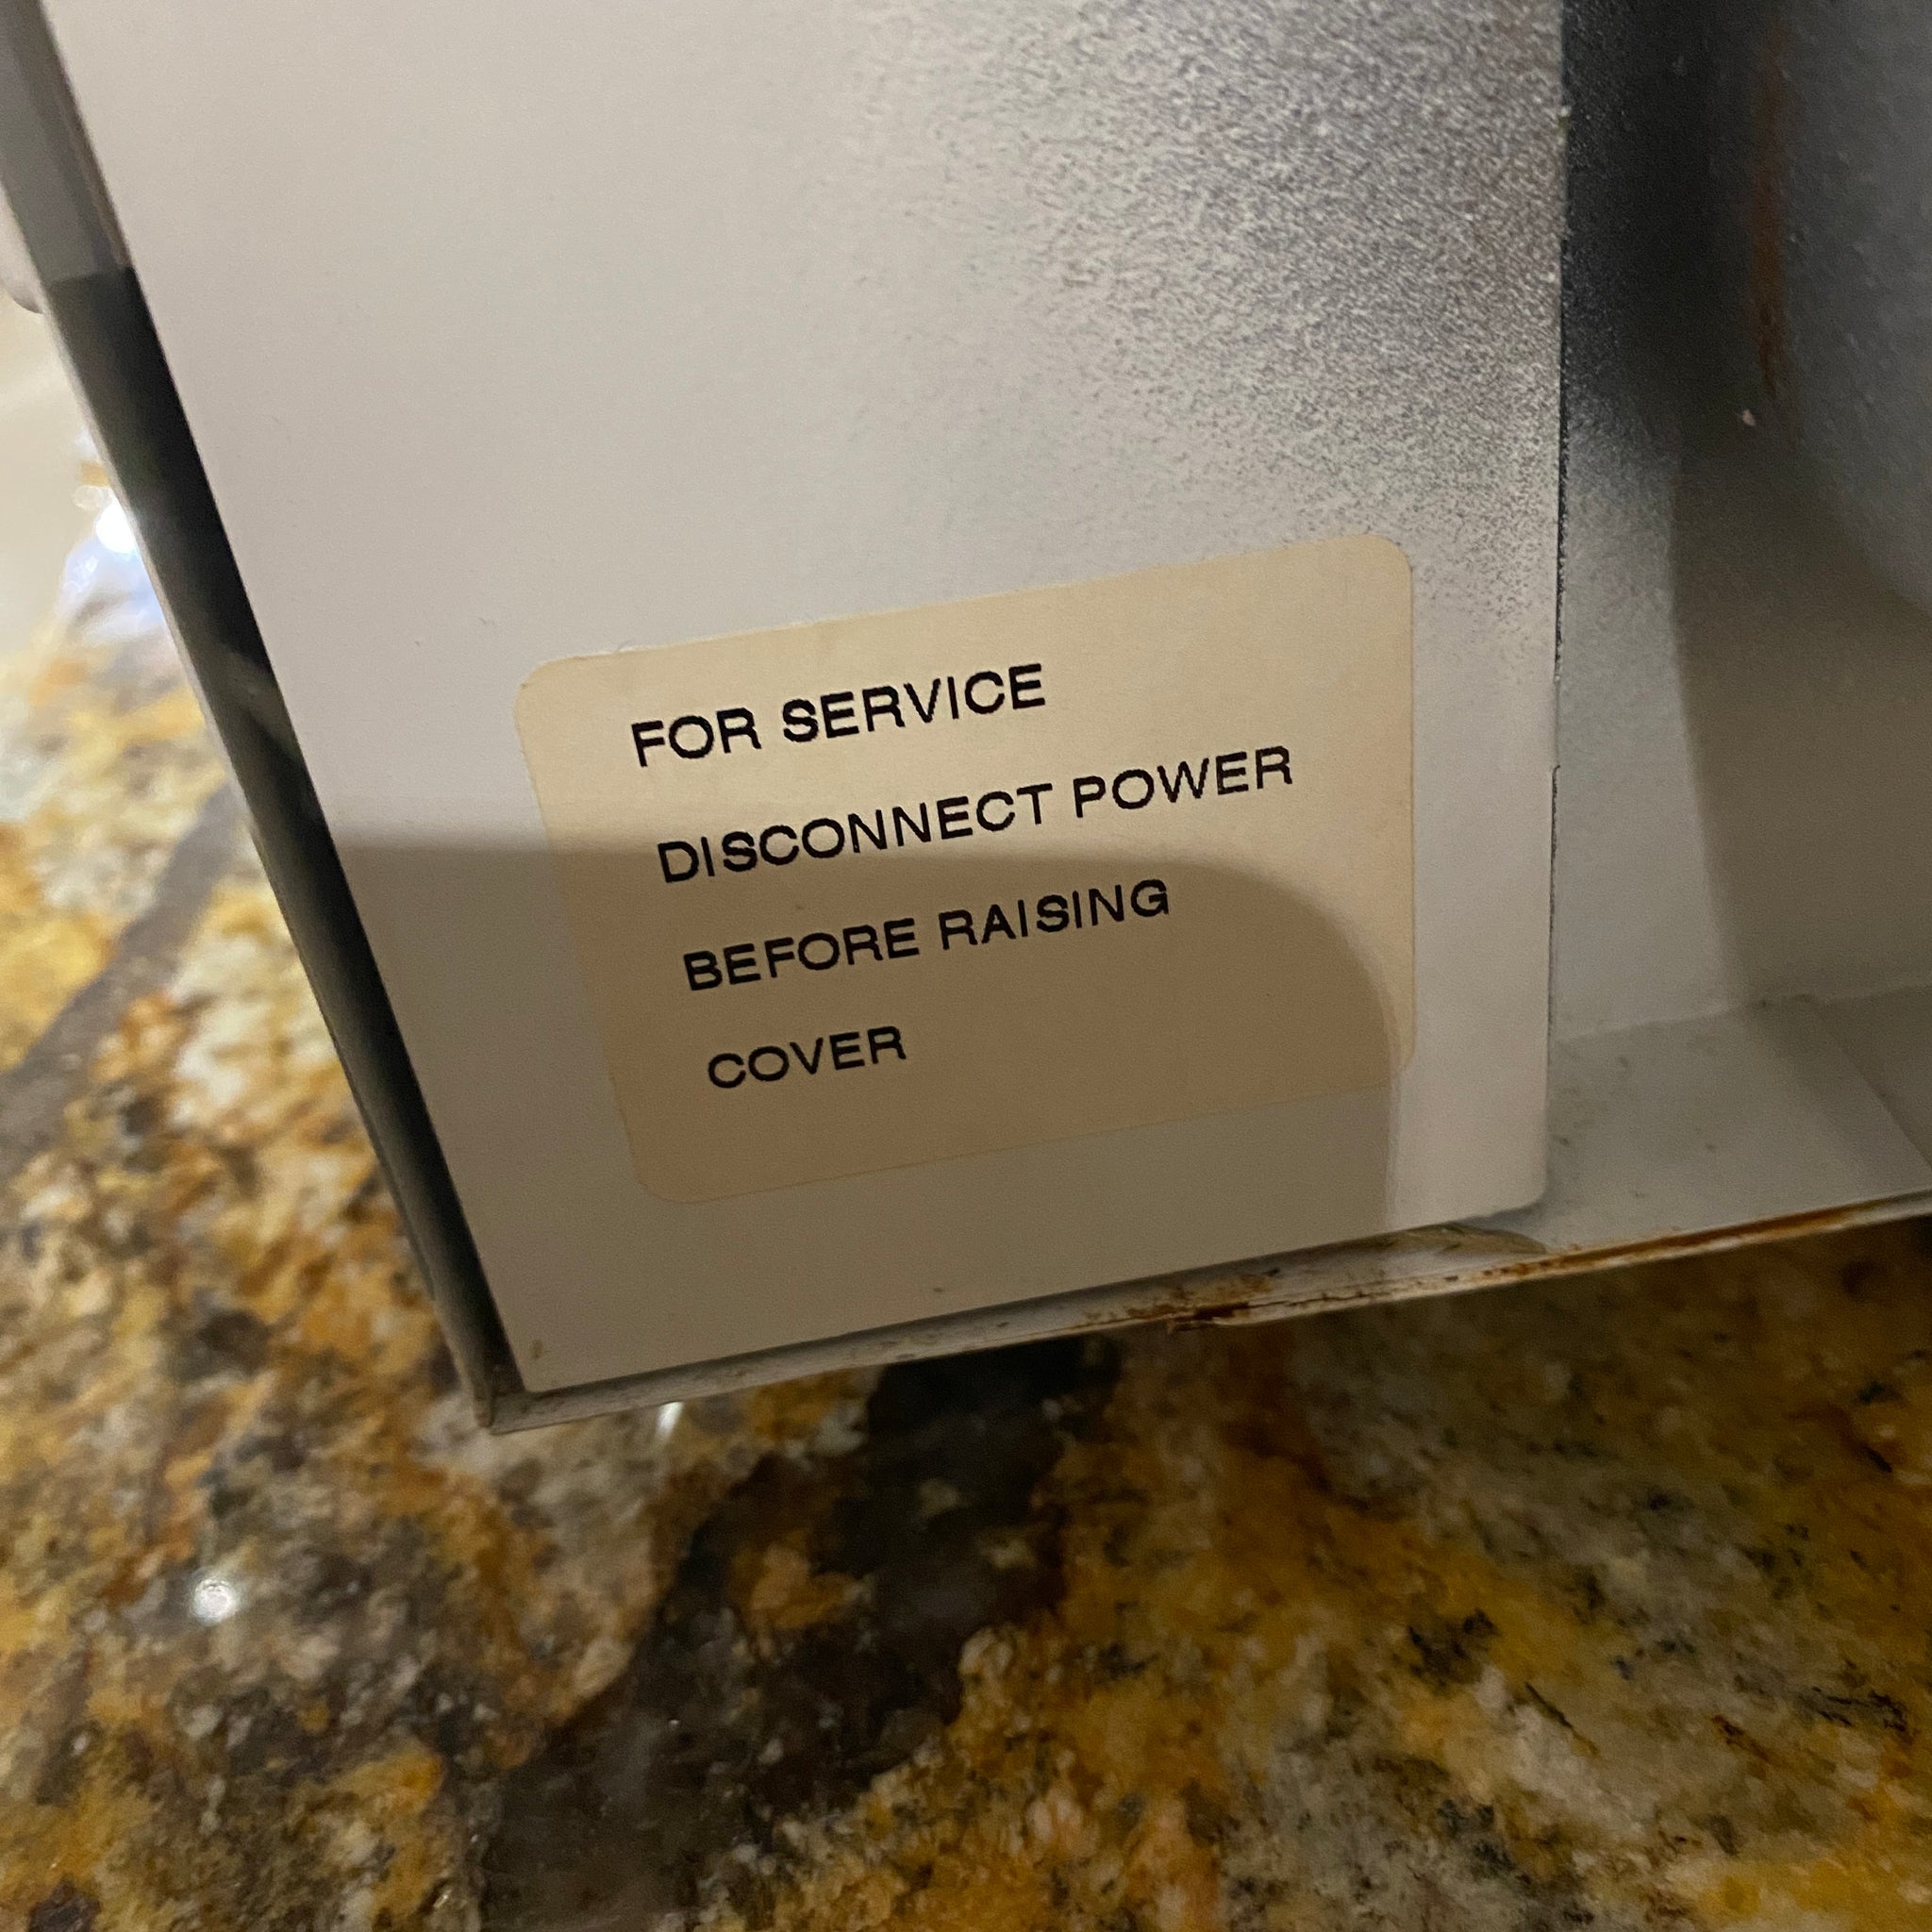 FOR SERVICE
DISCONNECT POWER
BEFORE RAISING
COVER